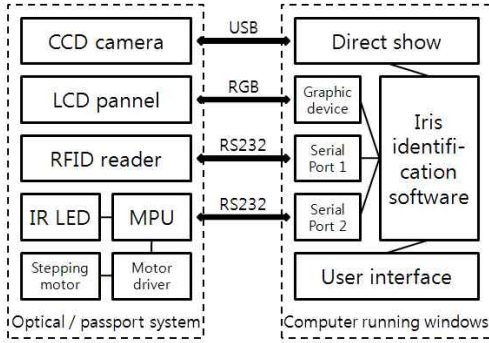 CCD camera
USB
Direct show
LCD pannel
RGB
Graphic
device
Iris
identifi-
cation
software
RFID reader
RS232
Serial
Port 1
IR LED
MPU
RS232
Serial
Port 2
Stepping
motor
Motor
driver
User interface
Optical / passport system
Computer running windows